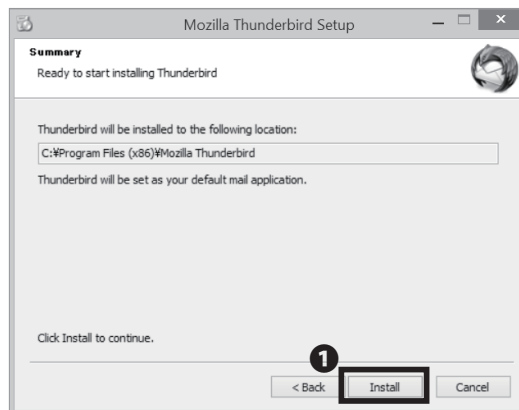 Mozilla Thunderbird Setup
Summary
Ready to start installing Thunderbird
Thunderbird will be installed to the following location:
C:¥Program Files (x86)¥Mozilla Thunderbird
Thunderbird will be set as your default mail application.
Click Install to continue.
1
< Back Install Cancel